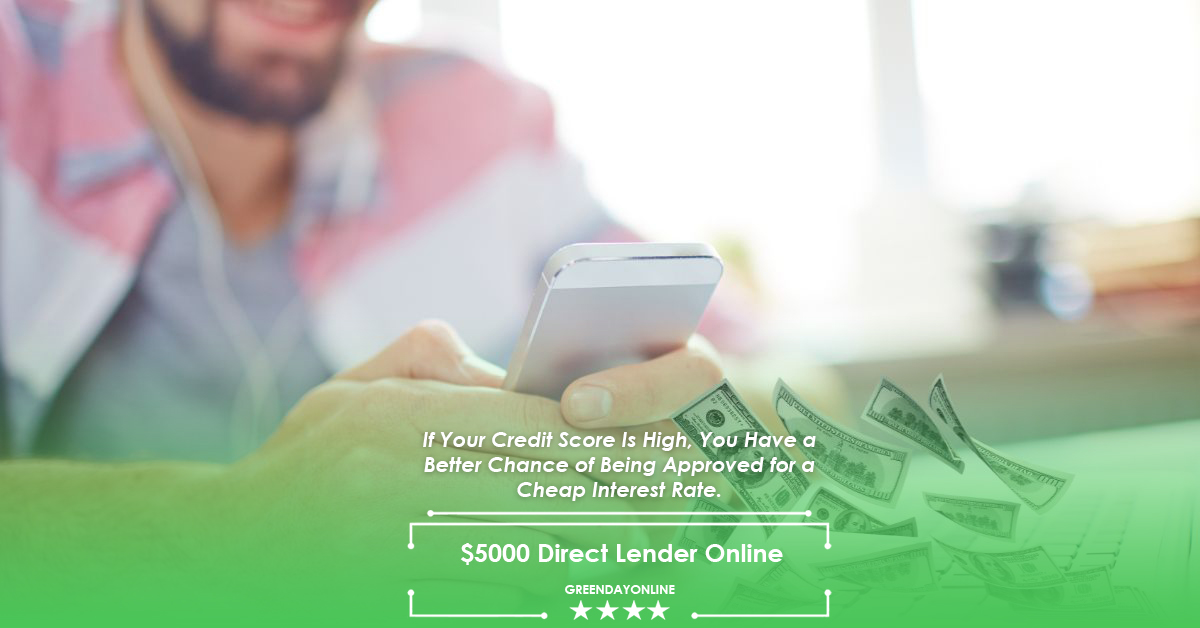 If Your Credit Score Is High, You Have a
Better Chance of Being Approved for a
Cheap Interest Rate.
$5000 Direct Lender Online
GREENDAYONLINE